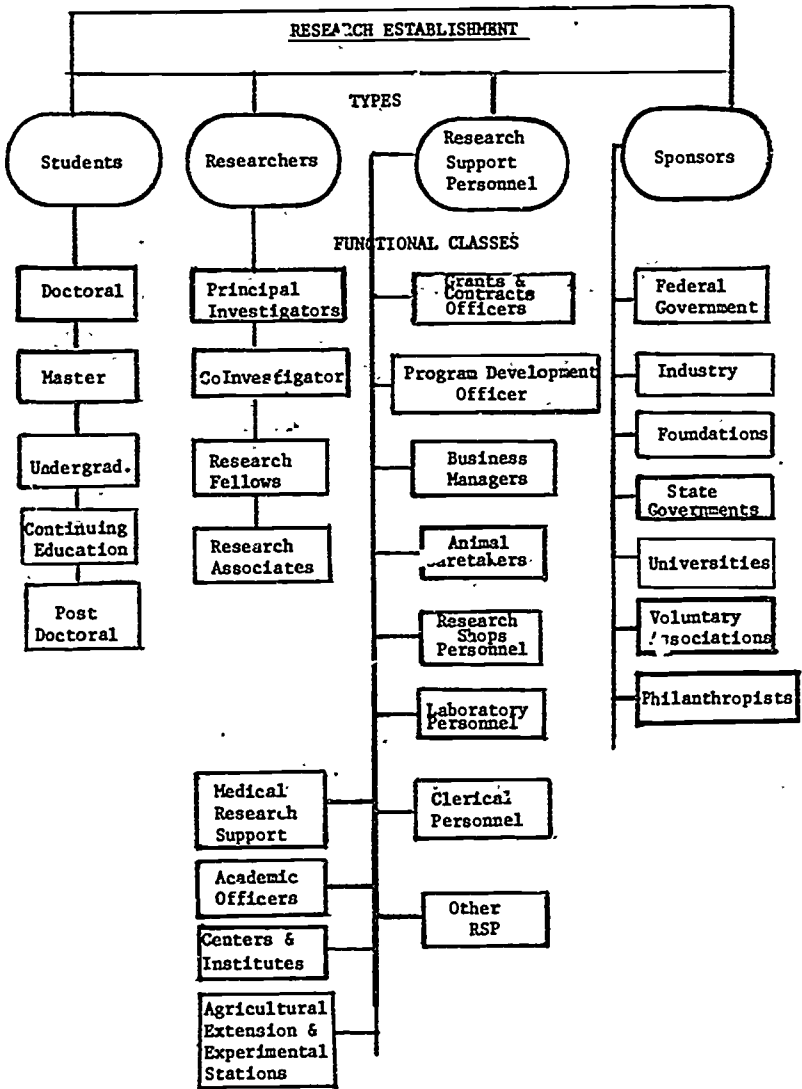 RESEARCH ESTABLISHMENT
TYPES
Students
Researchers
Research
Support
Personnel
Sponsors
FUNCTIONAL CLASSES
Doctoral
Master
Undergrad.
Continuing
Education
Post
Doctoral
Principal
Investigators
CoInvestigator
Research
Fellows
Research
Associates
Grants &
Contracts
Officers
Program Development
Officer
Business
Managers
Animal
Caretakers
Research
Shops
Personnel
Laboratory
Personnel
Clerical
Personnel
Other
RSP
Medical
Research
Support
Academic
Officers
Centers &
Institutes
Agricultural
Extension &
Experimental
Stations
Federal
Government
Industry
Foundations
State
Governments
Universities
Voluntary
Associations
Philanthropists